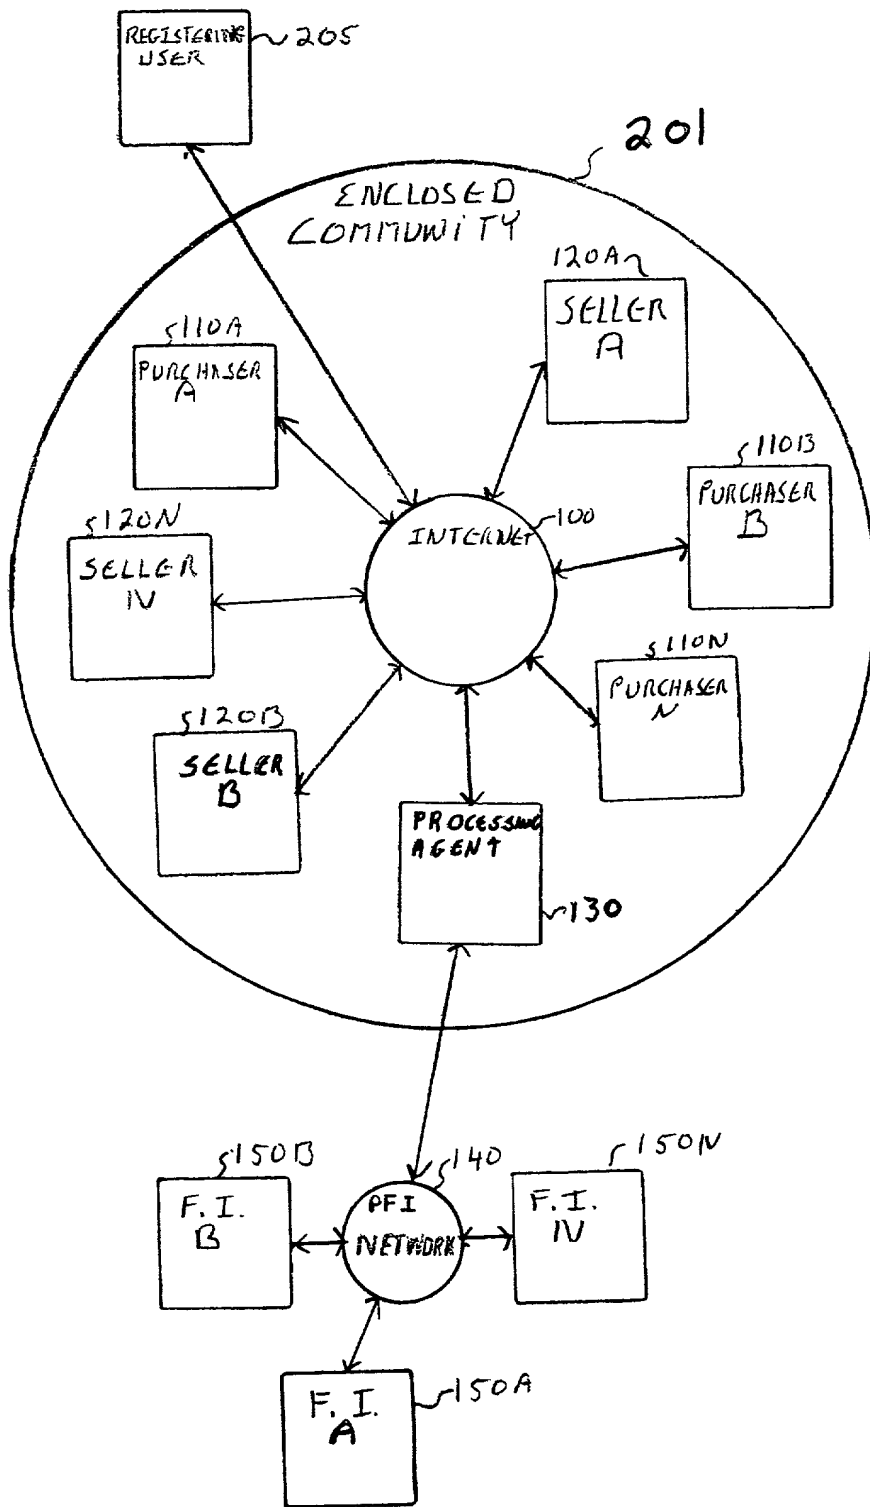 REGISTERING
USER
205
201
ENCLOSED
COMMUNITY
120A
SELLER
A
110A
PURCHASER
A
110B
PURCHASER
B
INTERNET
100
120N
SELLER
N
110N
PURCHASER
N
120B
SELLER
B
PROCESSING
AGENT
130
150B
F. I.
B
140
PFI
NETWORK
150N
F. I.
N
150A
F. I.
A